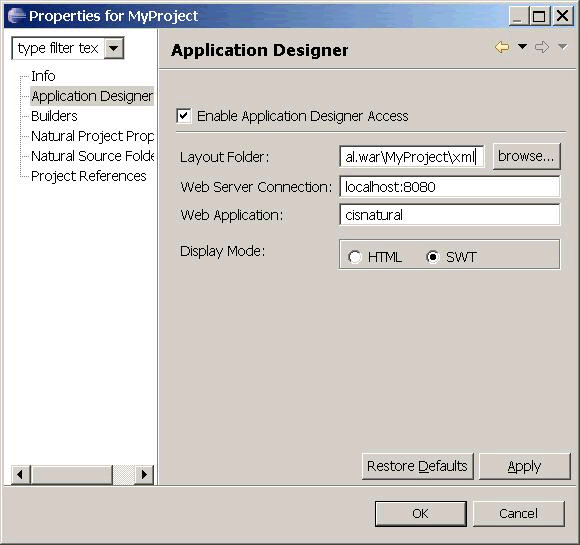 Properties for MyProject
type filter tex
Info
Application Designer
Builders
Natural Project Prop
Natural Source Folde
Project References
Application Designer
Enable Application Designer Access
Layout Folder: al.war\MyProject\xml browse...
Web Server Connection: localhost:8080
Web Application: cisnatural
Display Mode: HTML SWT
Restore Defaults Apply
OK Cancel